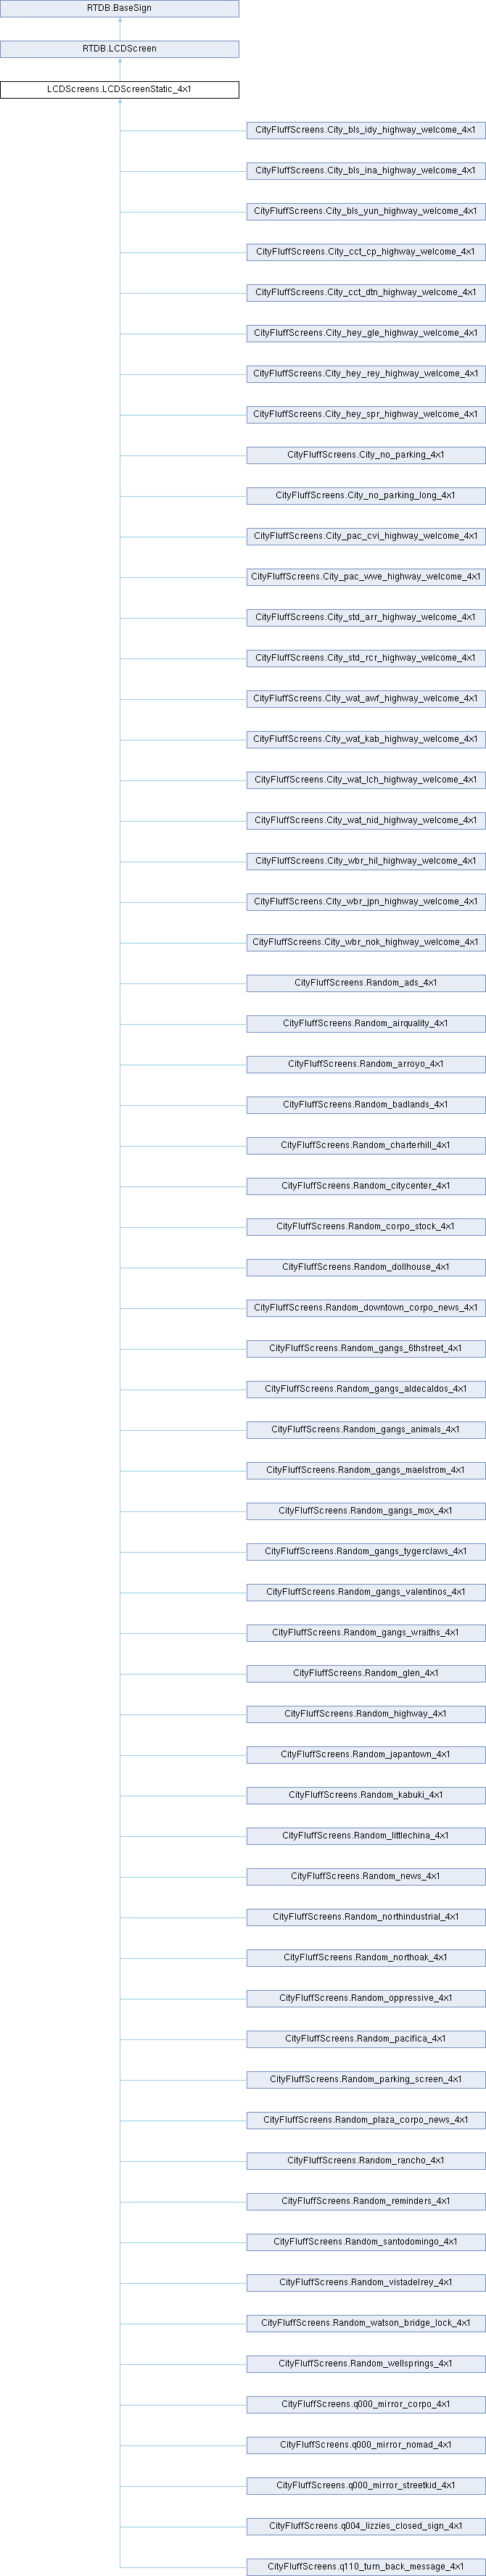 RTDB.BaseSign
RTDB.LCDScreen
LCDScreens.LCDScreenStatic_4x1
CityFluffScreens.City_bls_idy_highway_welcome_4x1
CityFluffScreens.City_bls_ina_highway_welcome_4x1
CityFluffScreens.City_bls_yun_highway_welcome_4x1
CityFluffScreens.City_cct_cp_highway_welcome_4x1
CityFluffScreens.City_cct_dtn_highway_welcome_4x1
CityFluffScreens.City_hey_gle_highway_welcome_4x1
CityFluffScreens.City_hey_rey_highway_welcome_4x1
CityFluffScreens.City_hey_spr_highway_welcome_4x1
CityFluffScreens.City_no_parking_4x1
CityFluffScreens.City_no_parking_long_4x1
CityFluffScreens.City_pac_cvi_highway_welcome_4x1
CityFluffScreens.City_pac_wwe_highway_welcome_4x1
CityFluffScreens.City_std_arr_highway_welcome_4x1
CityFluffScreens.City_std_rcr_highway_welcome_4x1
CityFluffScreens.City_wat_awf_highway_welcome_4x1
CityFluffScreens.City_wat_kab_highway_welcome_4x1
CityFluffScreens.City_wat_lch_highway_welcome_4x1
CityFluffScreens.City_wat_nid_highway_welcome_4x1
CityFluffScreens.City_wbr_hil_highway_welcome_4x1
CityFluffScreens.City_wbr_jpn_highway_welcome_4x1
CityFluffScreens.City_wbr_nok_highway_welcome_4x1
CityFluffScreens.Random_ads_4x1
CityFluffScreens.Random_airquality_4x1
CityFluffScreens.Random_arroyo_4x1
CityFluffScreens.Random_badlands_4x1
CityFluffScreens.Random_charterhill_4x1
CityFluffScreens.Random_citycenter_4x1
CityFluffScreens.Random_corpo_stock_4x1
CityFluffScreens.Random_dollhouse_4x1
CityFluffScreens.Random_downtown_corpo_news_4x1
CityFluffScreens.Random_gangs_6thstreet_4x1
CityFluffScreens.Random_gangs_aldecaldos_4x1
CityFluffScreens.Random_gangs_animals_4x1
CityFluffScreens.Random_gangs_maelstrom_4x1
CityFluffScreens.Random_gangs_mox_4x1
CityFluffScreens.Random_gangs_tygerclaws_4x1
CityFluffScreens.Random_gangs_valentinos_4x1
CityFluffScreens.Random_gangs_wraiths_4x1
CityFluffScreens.Random_glen_4x1
CityFluffScreens.Random_highway_4x1
CityFluffScreens.Random_japantown_4x1
CityFluffScreens.Random_kabuki_4x1
CityFluffScreens.Random_littlechina_4x1
CityFluffScreens.Random_news_4x1
CityFluffScreens.Random_northindustrial_4x1
CityFluffScreens.Random_northoak_4x1
CityFluffScreens.Random_oppressive_4x1
CityFluffScreens.Random_pacifica_4x1
CityFluffScreens.Random_parking_screen_4x1
CityFluffScreens.Random_plaza_corpo_news_4x1
CityFluffScreens.Random_rancho_4x1
CityFluffScreens.Random_reminders_4x1
CityFluffScreens.Random_santodomingo_4x1
CityFluffScreens.Random_vistadelrey_4x1
CityFluffScreens.Random_watson_bridge_lock_4x1
CityFluffScreens.Random_wellsprings_4x1
CityFluffScreens.q000_mirror_corpo_4x1
CityFluffScreens.q000_mirror_nomad_4x1
CityFluffScreens.q000_mirror_streetkid_4x1
CityFluffScreens.q004_lizzies_closed_sign_4x1
CityFluffScreens.q110_turn_back_message_4x1